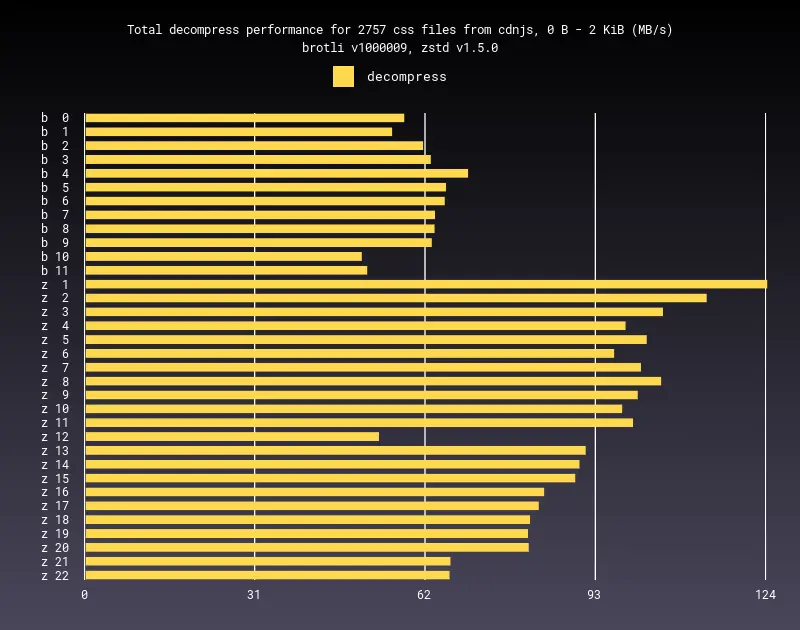 Total decompress performance for 2757 css files from cdnjs, 0 B - 2 KiB (MB/s)
brotli v1000009, zstd v1.5.0
decompress
b  0
b  1
b  2
b  3
b  4
b  5
b  6
b  7
b  8
b  9
b 10
b 11
z  1
z  2
z  3
z  4
z  5
z  6
z  7
z  8
z  9
z 10
z 11
z 12
z 13
z 14
z 15
z 16
z 17
z 18
z 19
z 20
z 21
z 22
0 31 62 93 124